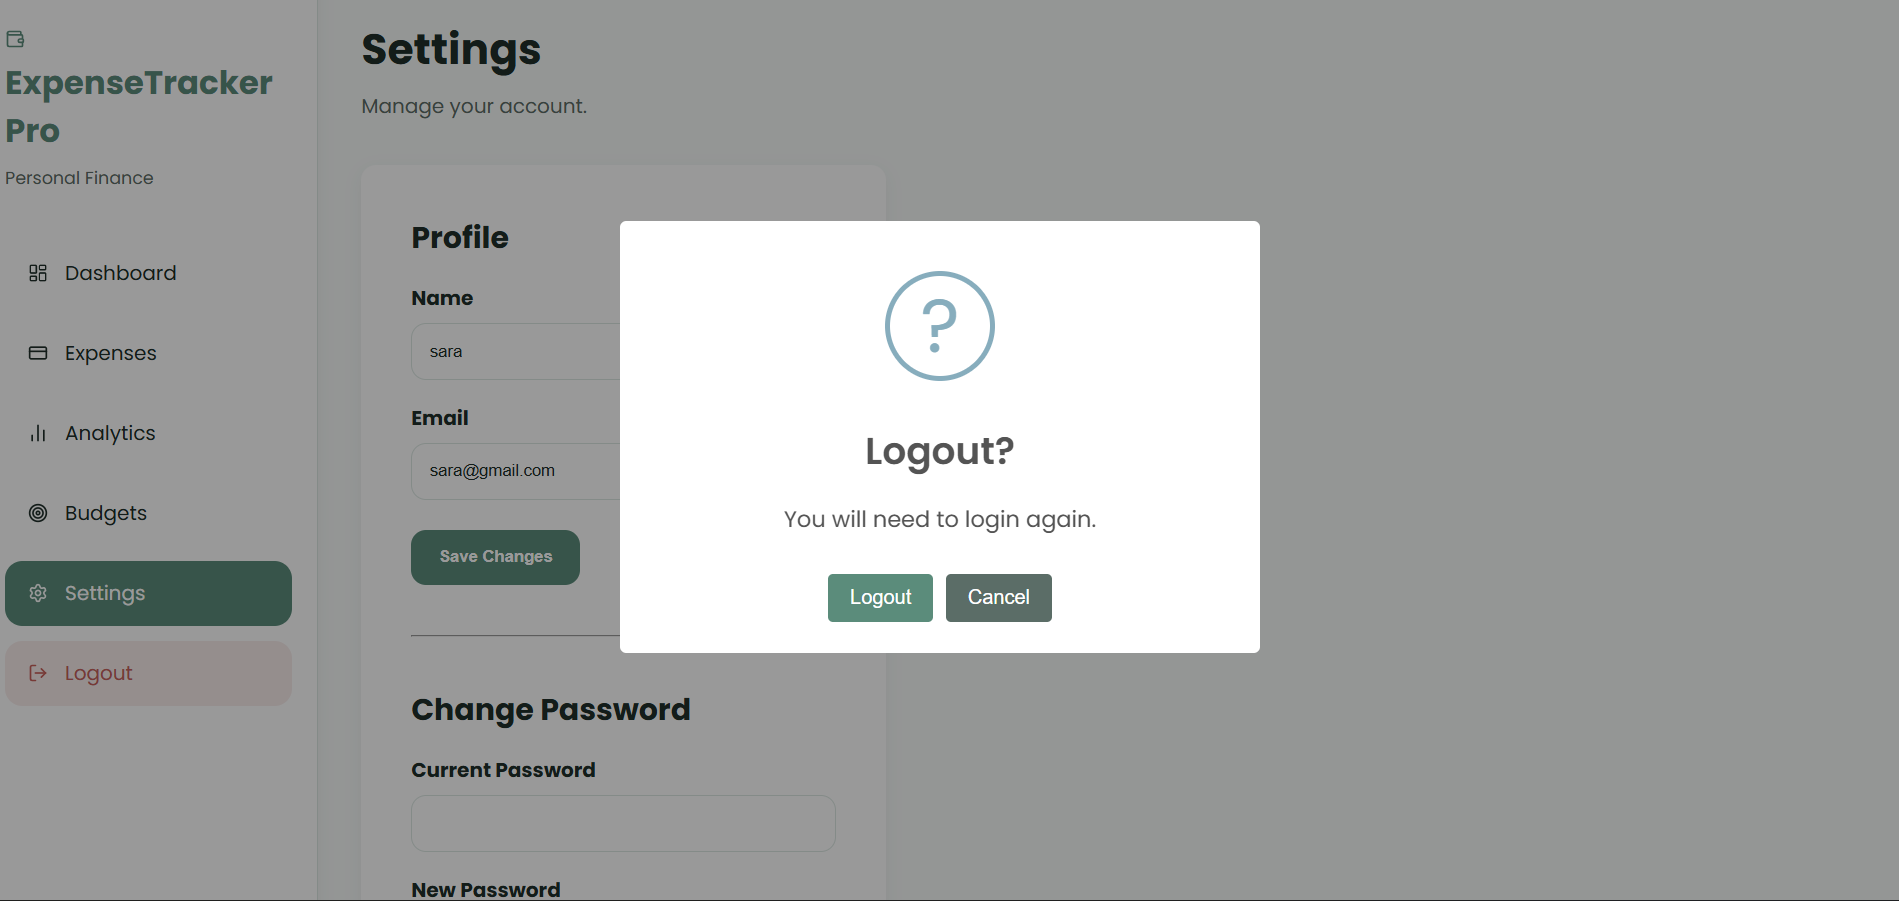 ExpenseTracker
Pro
Personal Finance
Dashboard
Expenses
Analytics
Budgets
Settings
Logout
Settings
Manage your account.
Profile
Name
sara
Email
sara@gmail.com
Save Changes
Change Password
Current Password
New Password
?
Logout?
You will need to login again.
Logout
Cancel